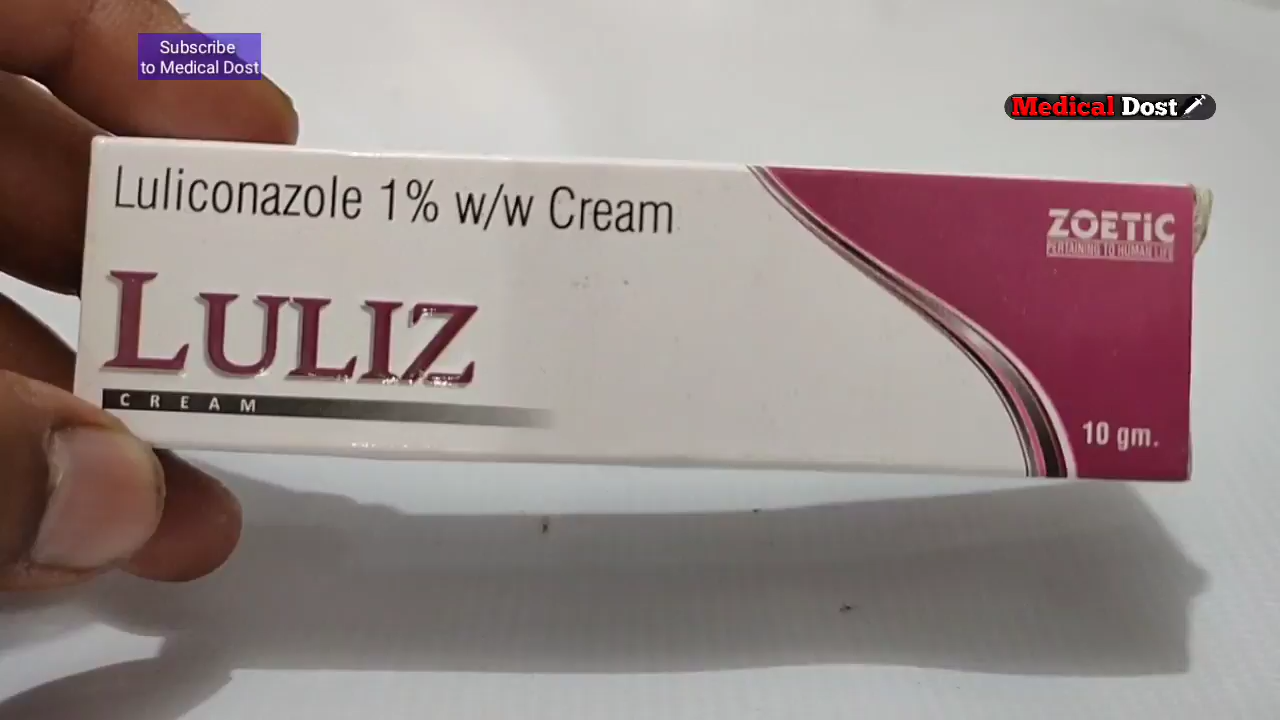 Subscribe
to Medical Dost
Medical Dost
Luliconazole 1% w/w Cream
ZOETIC
PERTAINING TO HUMAN LIFE
LULIZ
CREAM
10 gm.